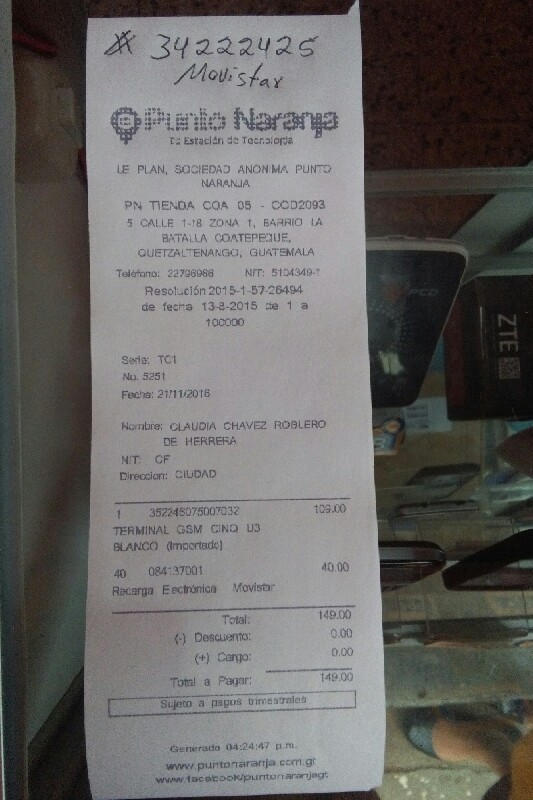 # 34222425
Movistar
Punto Naranja
Tu Estación de Tecnología
LE PLAN, SOCIEDAD ANONIMA PUNTO
NARANJA
PN TIENDA COA 05 - COD2093
5 CALLE 1-18 ZONA 1, BARRIO LA
BATALLA COATEPEQUE,
QUETZALTENANGO, GUATEMALA
Teléfono: 22796966 NIT: 5104349-1
Resolución 2015-1-57-26494
de fecha 13-8-2015 de 1 a
100000
Serie: TC1
No. 5251
Fecha: 21/11/2016
Nombre: CLAUDIA CHAVEZ ROBLERO
DE HERRERA
NIT: CF
Direccion: CIUDAD
1 352248075007032 109.00
TERMINAL GSM CINQ U3
BLANCO (Importado)
40 084137001 40.00
Recarga Electrónica Movistar
Total: 149.00
(-) Descuento: 0.00
(+) Cargo: 0.00
Total a Pagar: 149.00
Sujeto a pagos trimestrales
Generado 04:24:47 p.m.
www.puntonaranja.com.gt
www.facebook/puntonaranjagt
PCD
ZTE